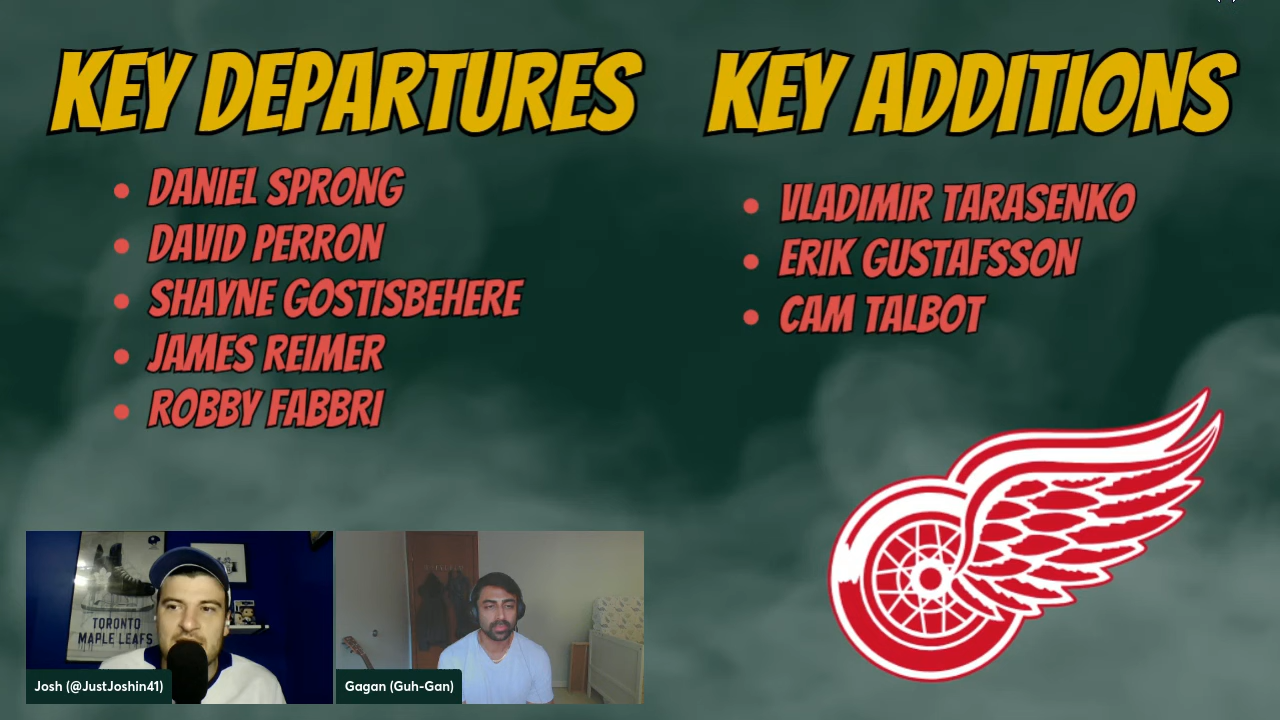 KEY DEPARTURES
DANIEL SPRONG
DAVID PERRON
SHAYNE GOSTISBEHERE
JAMES REIMER
ROBBY FABBRI
KEY ADDITIONS
VLADIMIR TARASENKO
ERIK GUSTAFSSON
CAM TALBOT
TORONTO
MAPLE LEAFS
Josh (@JustJoshin41)
Gagan (Guh-Gan)